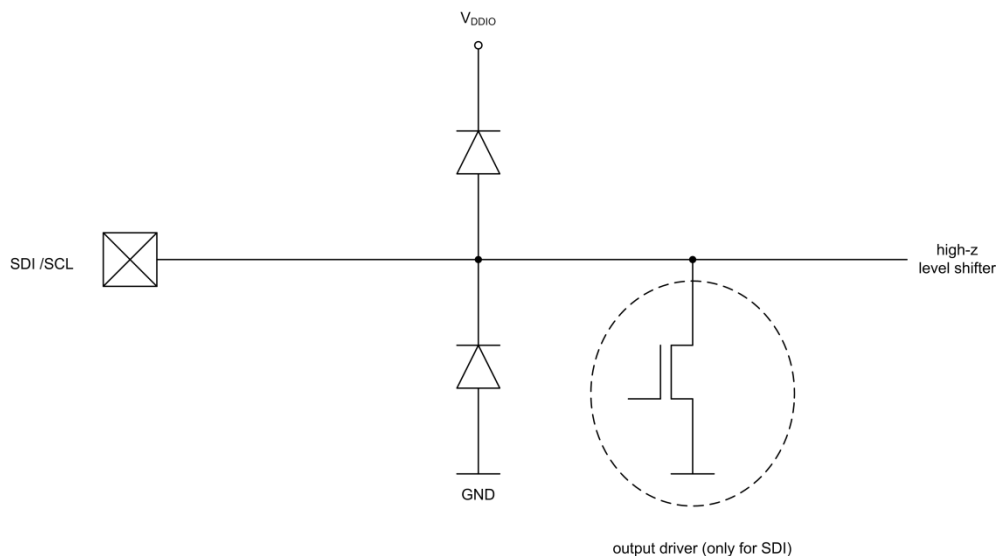 VDDIO
SDI /SCL
high-z
level shifter
GND
output driver (only for SDI)